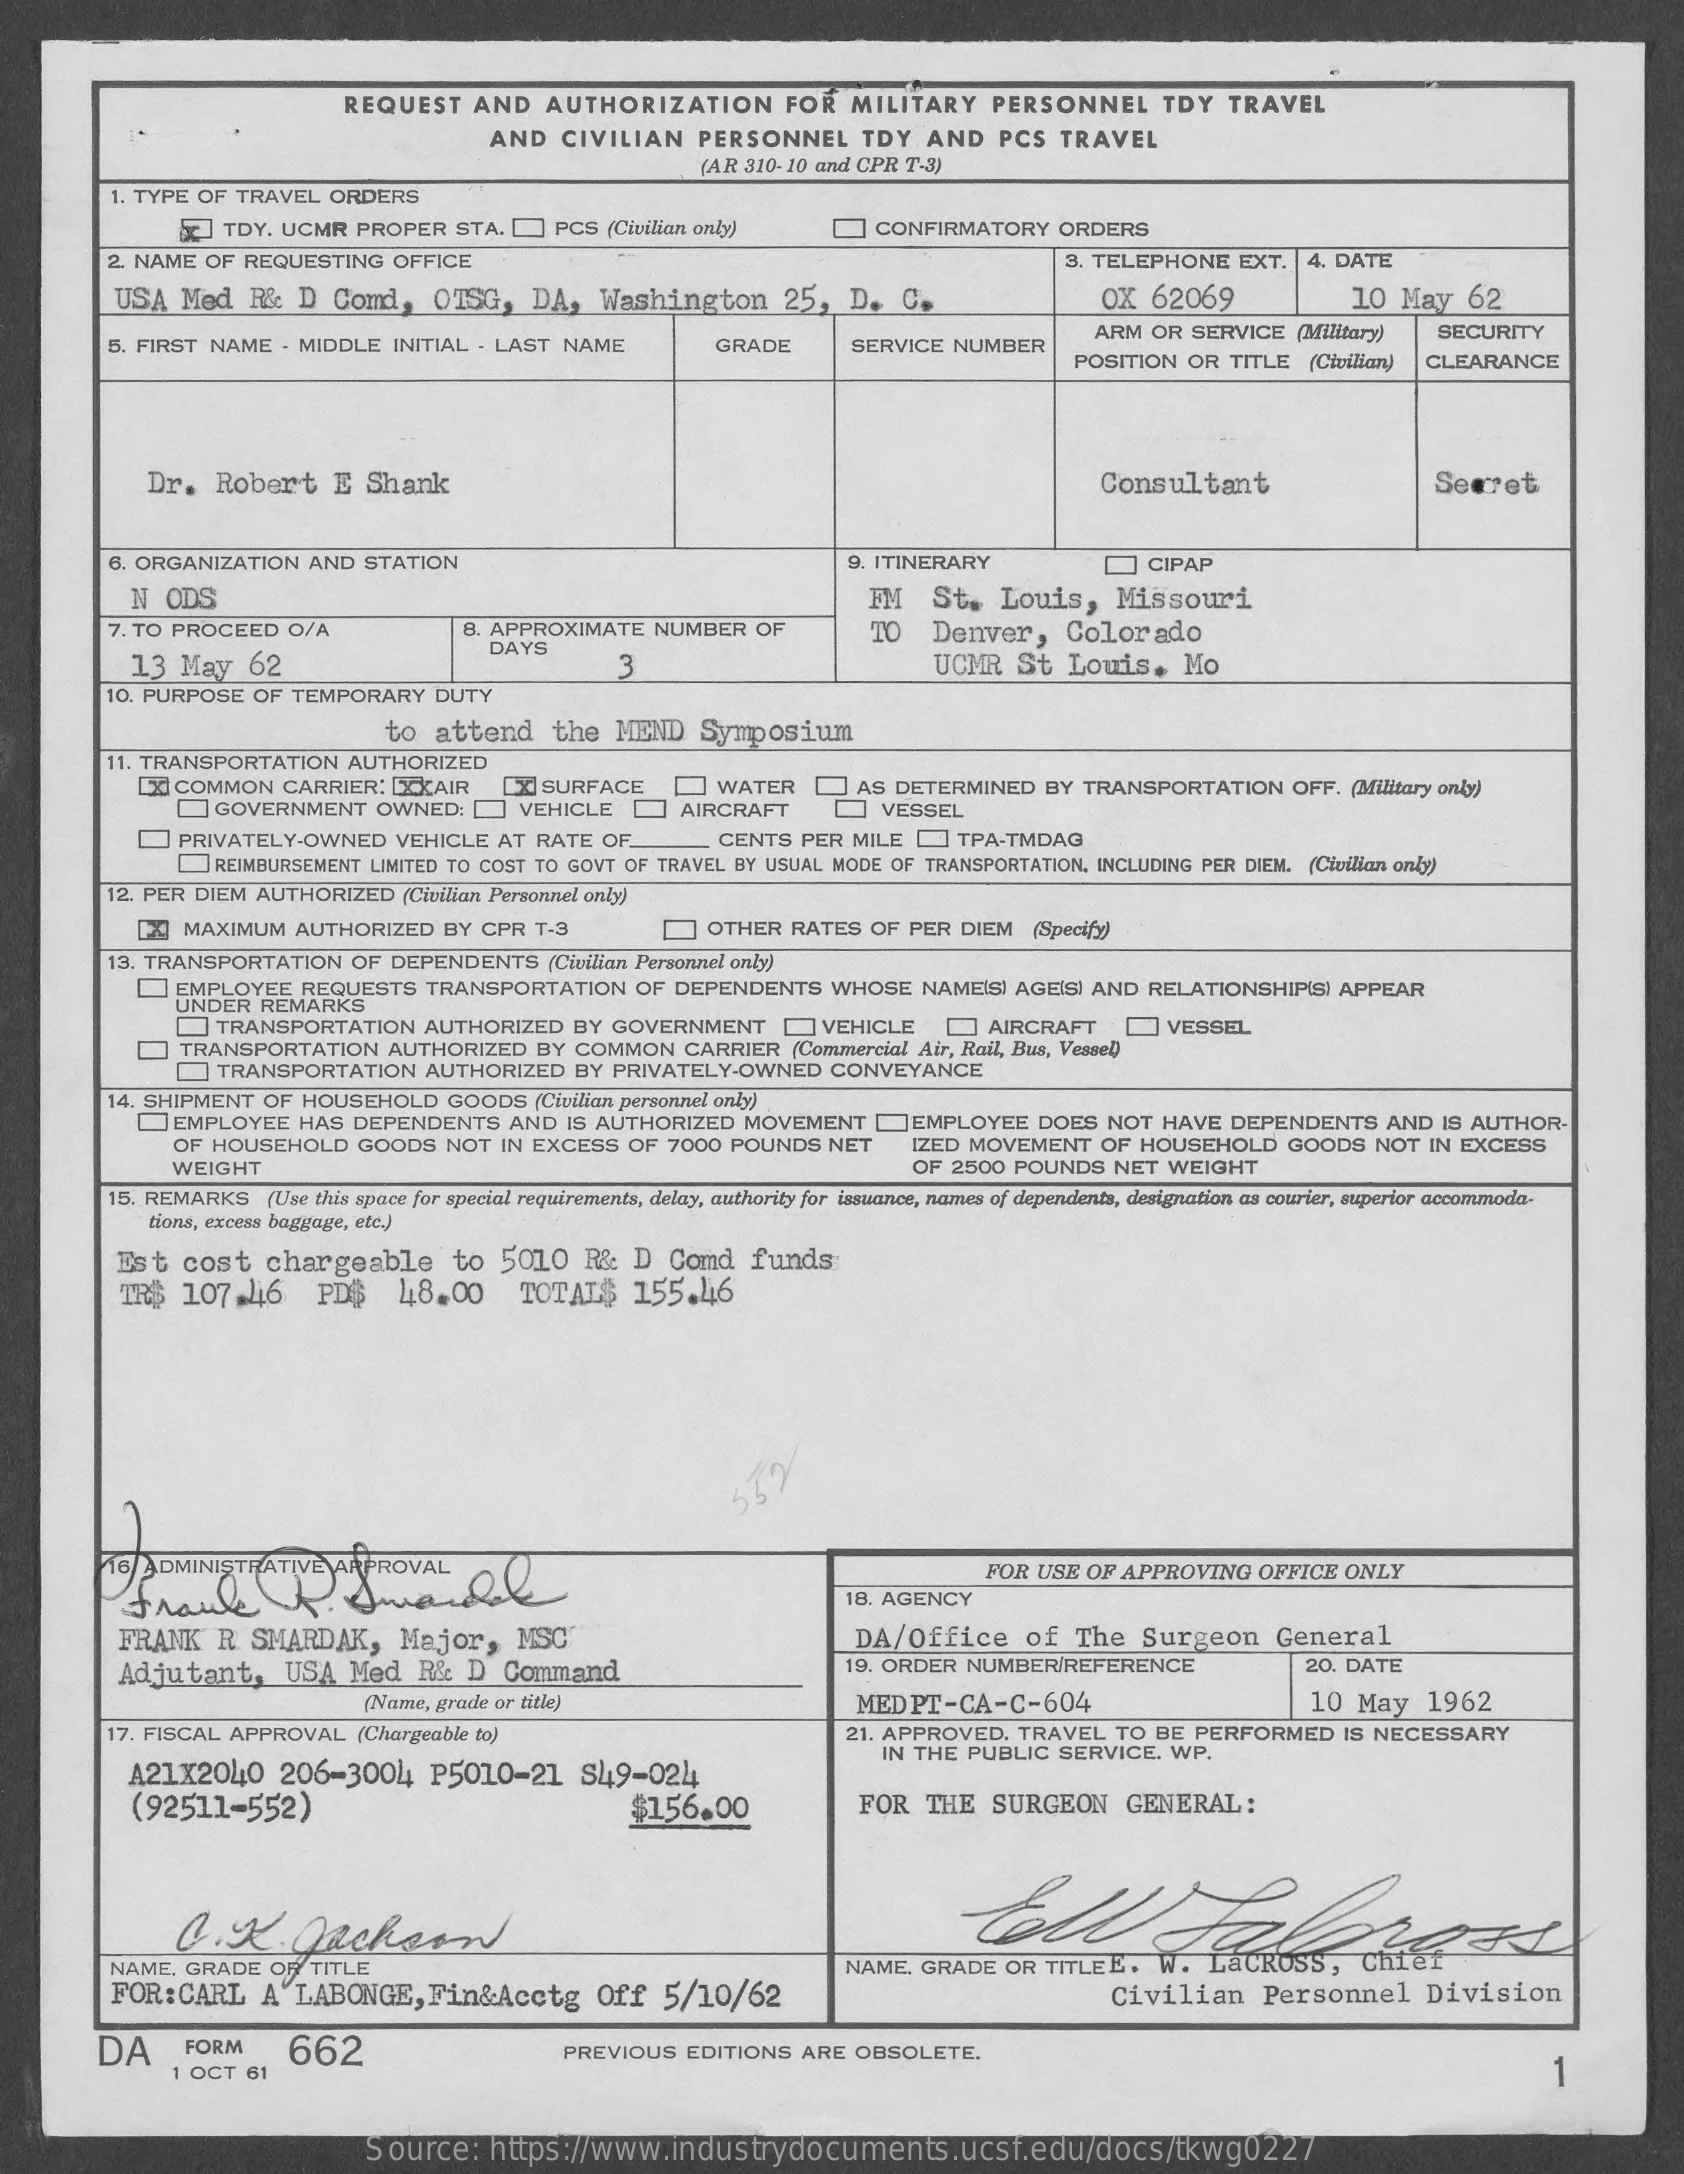 REQUEST AND AUTHORIZATION FOR MILITARY PERSONNEL TDY TRAVEL
AND CIVILIAN PERSONNEL TDY AND PCS TRAVEL
(AR 310-10 and CPR T-3)
1. TYPE OF TRAVEL ORDERS
X TDY. UCMR PROPER STA. PCS (Civilian only) CONFIRMATORY ORDERS
2. NAME OF REQUESTING OFFICE
USA Med R& D Comd, OTSG, DA, Washington 25, D. C.
3. TELEPHONE EXT.
OX 62069
4. DATE
10 May 62
5. FIRST NAME - MIDDLE INITIAL - LAST NAME
GRADE
SERVICE NUMBER
ARM OR SERVICE (Military)
POSITION OR TITLE (Civilian)
SECURITY
CLEARANCE
Dr. Robert E Shank
Consultant
Secret
6. ORGANIZATION AND STATION
N ODS
7. TO PROCEED O/A
13 May 62
8. APPROXIMATE NUMBER OF
DAYS
3
9. ITINERARY CIPAP
FM St. Louis, Missouri
TO Denver, Colorado
UCMR St Louis, Mo
10. PURPOSE OF TEMPORARY DUTY
to attend the MEND Symposium
11. TRANSPORTATION AUTHORIZED
X COMMON CARRIER: XX AIR X SURFACE WATER AS DETERMINED BY TRANSPORTATION OFF. (Military only)
GOVERNMENT OWNED: VEHICLE AIRCRAFT VESSEL
PRIVATELY-OWNED VEHICLE AT RATE OF____ CENTS PER MILE TPA-TMDAG
REIMBURSEMENT LIMITED TO COST TO GOVT OF TRAVEL BY USUAL MODE OF TRANSPORTATION, INCLUDING PER DIEM. (Civilian only)
12. PER DIEM AUTHORIZED (Civilian Personnel only)
X MAXIMUM AUTHORIZED BY CPR T-3 OTHER RATES OF PER DIEM (Specify)
13. TRANSPORTATION OF DEPENDENTS (Civilian Personnel only)
EMPLOYEE REQUESTS TRANSPORTATION OF DEPENDENTS WHOSE NAME(S) AGE(S) AND RELATIONSHIP(S) APPEAR
UNDER REMARKS
TRANSPORTATION AUTHORIZED BY GOVERNMENT VEHICLE AIRCRAFT VESSEL
TRANSPORTATION AUTHORIZED BY COMMON CARRIER (Commercial Air, Rail, Bus, Vessel)
TRANSPORTATION AUTHORIZED BY PRIVATELY-OWNED CONVEYANCE
14. SHIPMENT OF HOUSEHOLD GOODS (Civilian personnel only)
EMPLOYEE HAS DEPENDENTS AND IS AUTHORIZED MOVEMENT
OF HOUSEHOLD GOODS NOT IN EXCESS OF 7000 POUNDS NET
WEIGHT
EMPLOYEE DOES NOT HAVE DEPENDENTS AND IS AUTHOR-
IZED MOVEMENT OF HOUSEHOLD GOODS NOT IN EXCESS
OF 2500 POUNDS NET WEIGHT
15. REMARKS (Use this space for special requirements, delay, authority for issuance, names of dependents, designation as courier, superior accommoda-
tions, excess baggage, etc.)
Est cost chargeable to 5010 R& D Comd funds
TR$ 107.46 PD$ 48.00 TOTAL$ 155.46
552
16. ADMINISTRATIVE APPROVAL
Frank R. Smardak
FRANK R SMARDAK, Major, MSC
Adjutant, USA Med R& D Command
(Name, grade or title)
17. FISCAL APPROVAL (Chargeable to)
A21X2040 206-3004 P5010-21 S49-024
(92511-552) $156.00
C. K. Jackson
NAME, GRADE OR TITLE
FOR:CARL A LABONGE,Fin&Acctg Off 5/10/62
FOR USE OF APPROVING OFFICE ONLY
18. AGENCY
DA/Office of The Surgeon General
19. ORDER NUMBER/REFERENCE
MEDPT-CA-C-604
20. DATE
10 May 1962
21. APPROVED. TRAVEL TO BE PERFORMED IS NECESSARY
IN THE PUBLIC SERVICE. WP.
FOR THE SURGEON GENERAL:
EW LaCross
NAME, GRADE OR TITLE E. W. LaCROSS, Chief
Civilian Personnel Division
DA FORM 662
1 OCT 61
PREVIOUS EDITIONS ARE OBSOLETE.
1
Source: https://www.industrydocuments.ucsf.edu/docs/tkwg0227